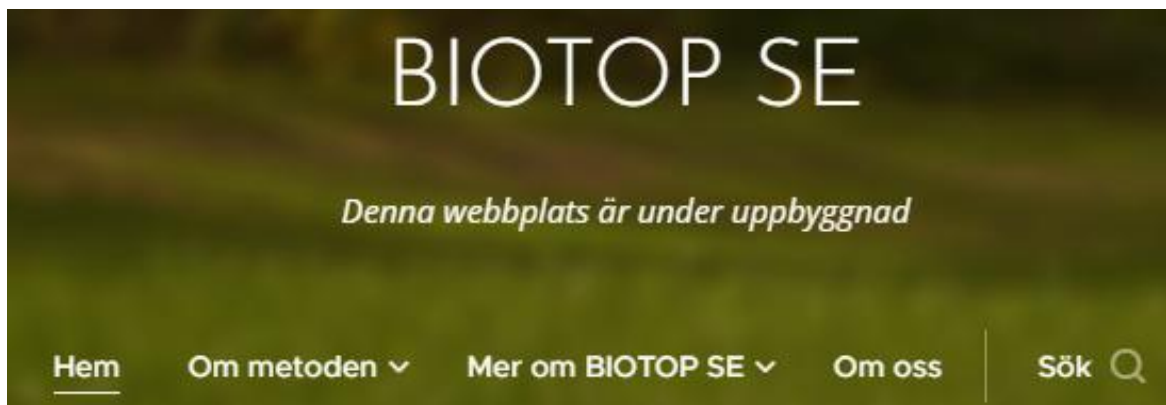 BIOTOP SE
Denna webbplats är under uppbyggnad
Hem Om metoden Mer om BIOTOP SE Om oss Sök